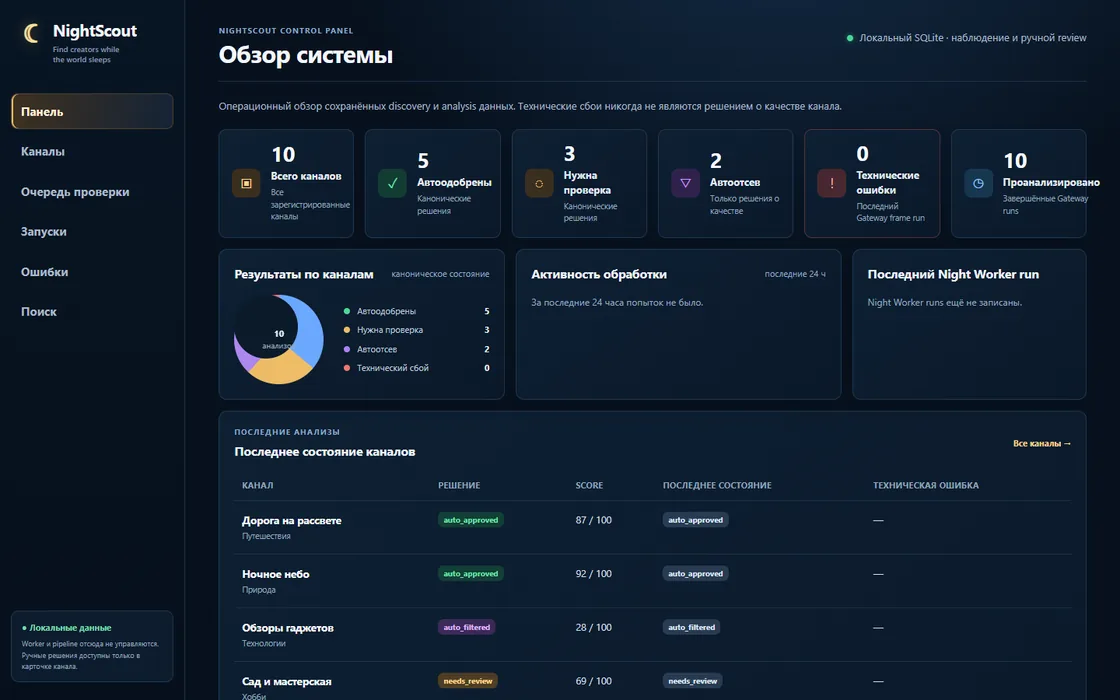 NightScout
Find creators while
the world sleeps
Панель
Каналы
Очередь проверки
Запуски
Ошибки
Поиск
● Локальные данные
Worker и pipeline отсюда не управляются.
Ручные решения доступны только в
карточке канала.
NIGHTSCOUT CONTROL PANEL
Обзор системы
Локальный SQLite · наблюдение и ручной review
Операционный обзор сохранённых discovery и analysis данных. Технические сбои никогда не являются решением о качестве канала.
10
Всего каналов
Все
зарегистрированные
каналы
5
Автоодобрены
Канонические
решения
3
Нужна
проверка
Канонические
решения
2
Автоотсев
Только решения о
качестве
!
0
Технические
ошибки
Последний
Gateway frame run
10
Проанализировано
Завершённые Gateway
runs
Результаты по каналам
каноническое состояние
10
анализов
Автоодобрены 5
Нужна проверка 3
Автоотсев 2
Технический сбой 0
Активность обработки
последние 24 ч
За последние 24 часа попыток не было.
Последний Night Worker run
Night Worker runs ещё не записаны.
ПОСЛЕДНИЕ АНАЛИЗЫ
Последнее состояние каналов
Все каналы →
КАНАЛ РЕШЕНИЕ SCORE ПОСЛЕДНЕЕ СОСТОЯНИЕ ТЕХНИЧЕСКАЯ ОШИБКА
Дорога на рассвете auto_approved 87 / 100 auto_approved —
Путешествия
Ночное небо auto_approved 92 / 100 auto_approved —
Природа
Обзоры гаджетов auto_filtered 28 / 100 auto_filtered —
Технологии
Сад и мастерская needs_review 69 / 100 needs_review —
Хобби